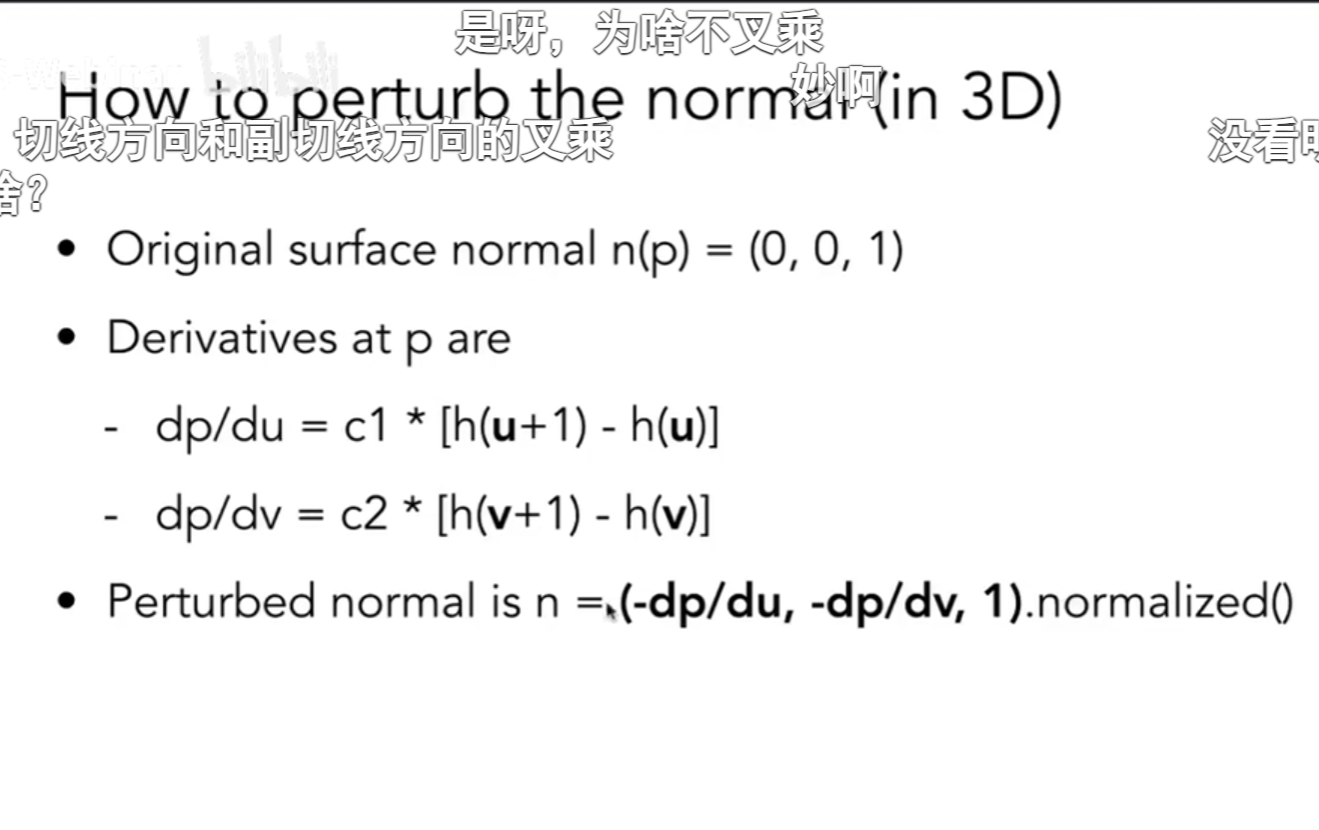 是呀，为啥不叉乘
bilibili
How to perturb the normal (in 3D)
妙啊
切线方向和副切线方向的叉乘
没看明
啥？
• Original surface normal n(p) = (0, 0, 1)
• Derivatives at p are
- dp/du = c1 * [h(u+1) - h(u)]
- dp/dv = c2 * [h(v+1) - h(v)]
• Perturbed normal is n = (-dp/du, -dp/dv, 1).normalized()